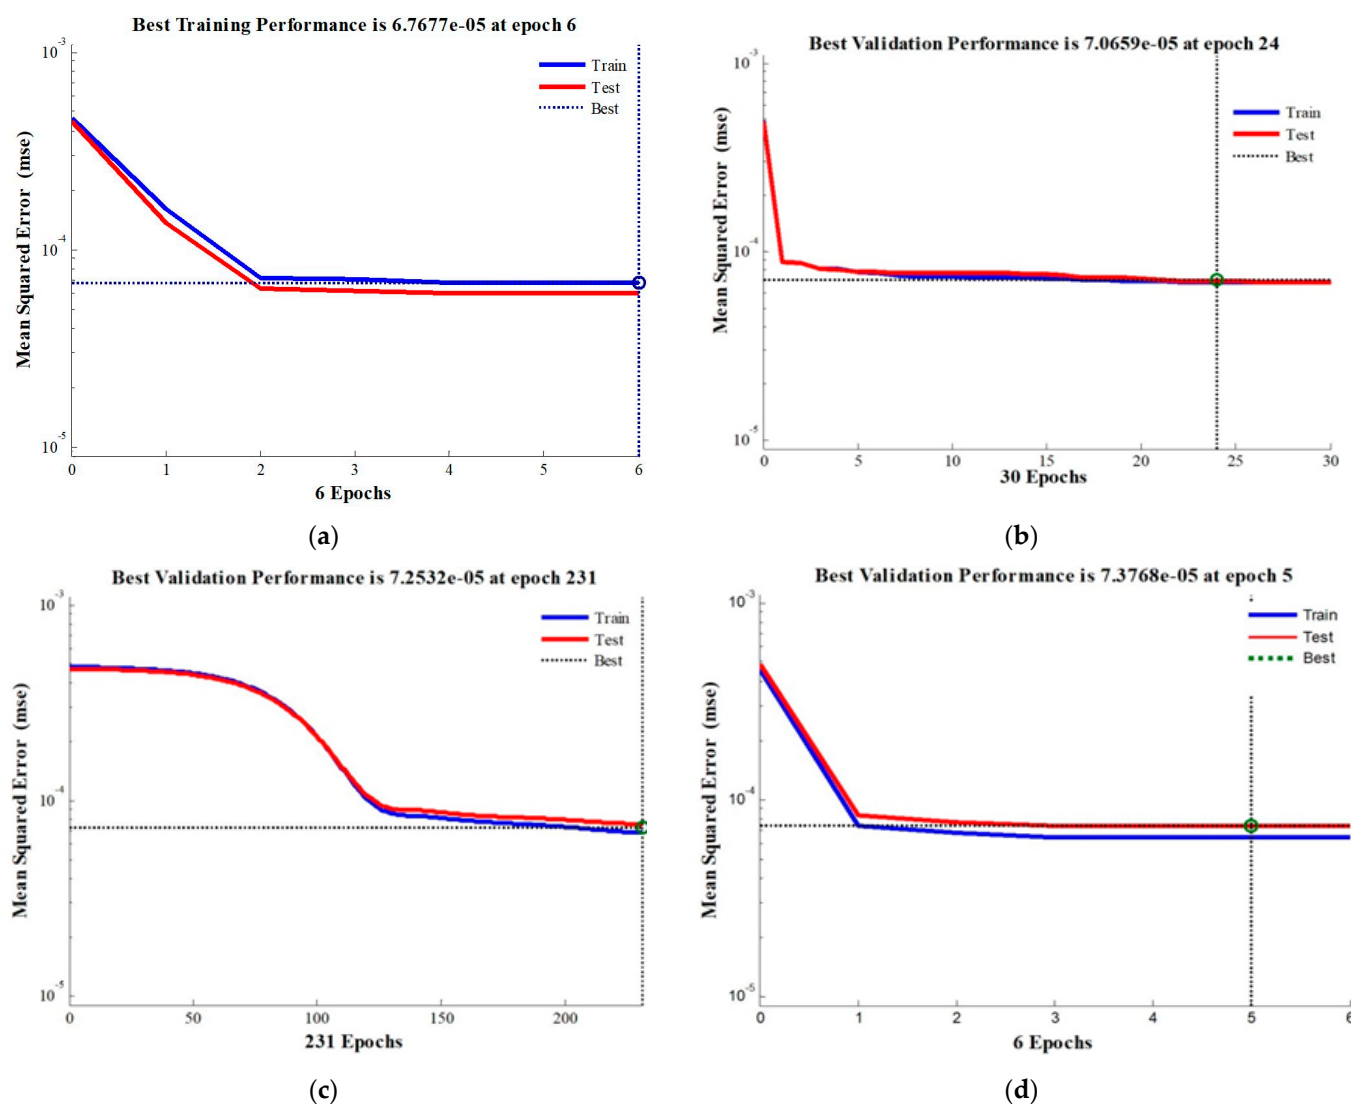 Best Training Performance is 6.7677e-05 at epoch 6
10-3
Train
Test
Best
Mean Squared Error (mse)
10-4
10-5
0 1 2 3 4 5 6
6 Epochs
(a)
Best Validation Performance is 7.0659e-05 at epoch 24
10-3
Train
Test
Best
Mean Squared Error (mse)
10-4
10-5
0 5 10 15 20 25 30
30 Epochs
(b)
Best Validation Performance is 7.2532e-05 at epoch 231
10-3
Train
Test
Best
Mean Squared Error (mse)
10-4
10-5
0 50 100 150 200
231 Epochs
(c)
Best Validation Performance is 7.3768e-05 at epoch 5
10-3
Train
Test
Best
Mean Squared Error (mse)
10-4
10-5
0 1 2 3 4 5 6
6 Epochs
(d)